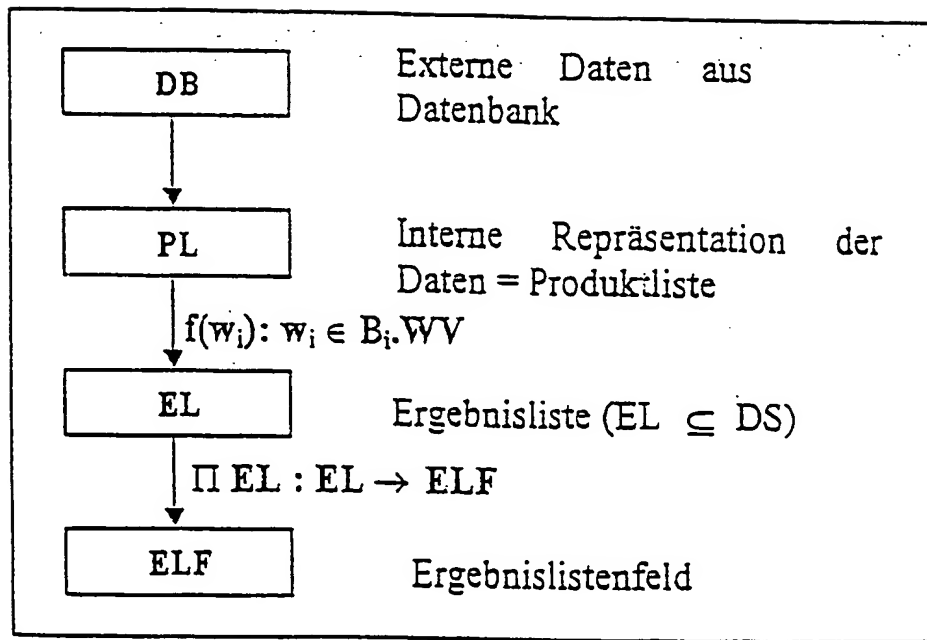 DB
Externe Daten aus
Datenbank
PL
Interne Repräsentation der
Daten = Produktliste
f(wᵢ): wᵢ ∈ Bᵢ.WV
EL
Ergebnisliste (EL ⊆ DS)
Π EL : EL → ELF
ELF
Ergebnislistenfeld